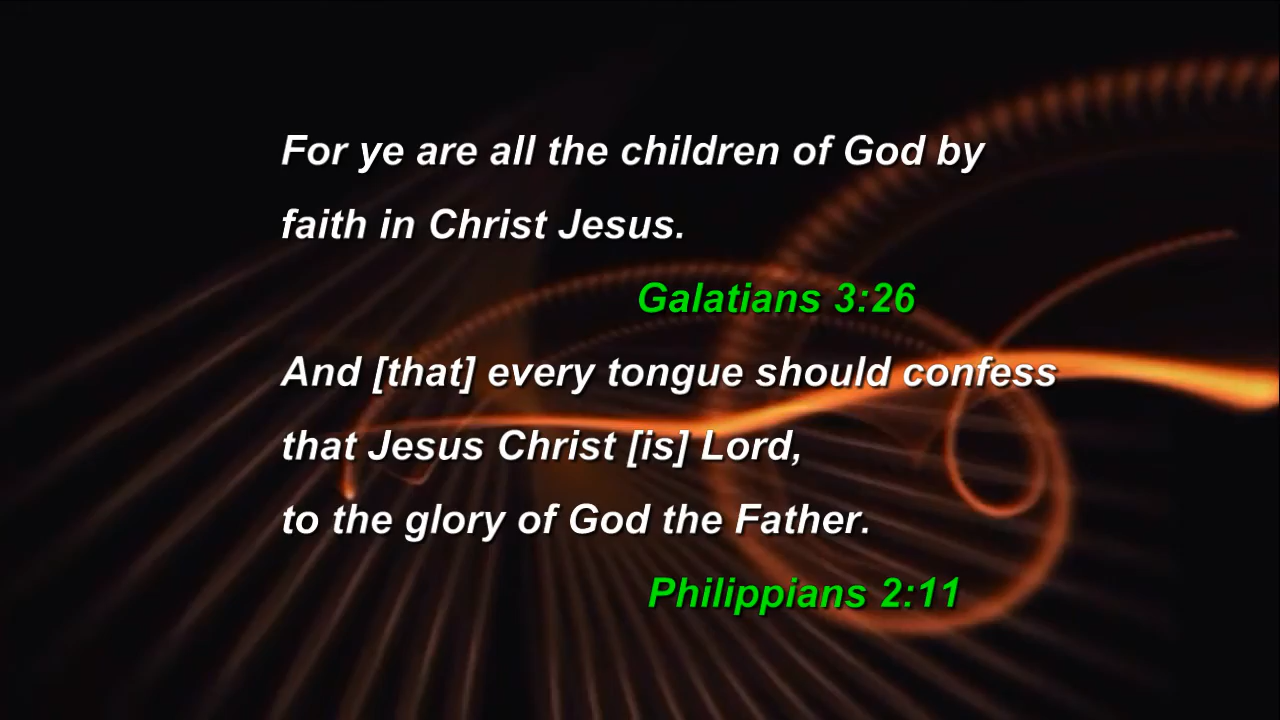 For ye are all the children of God by
faith in Christ Jesus.
Galatians 3:26
And [that] every tongue should confess
that Jesus Christ [is] Lord,
to the glory of God the Father.
Philippians 2:11